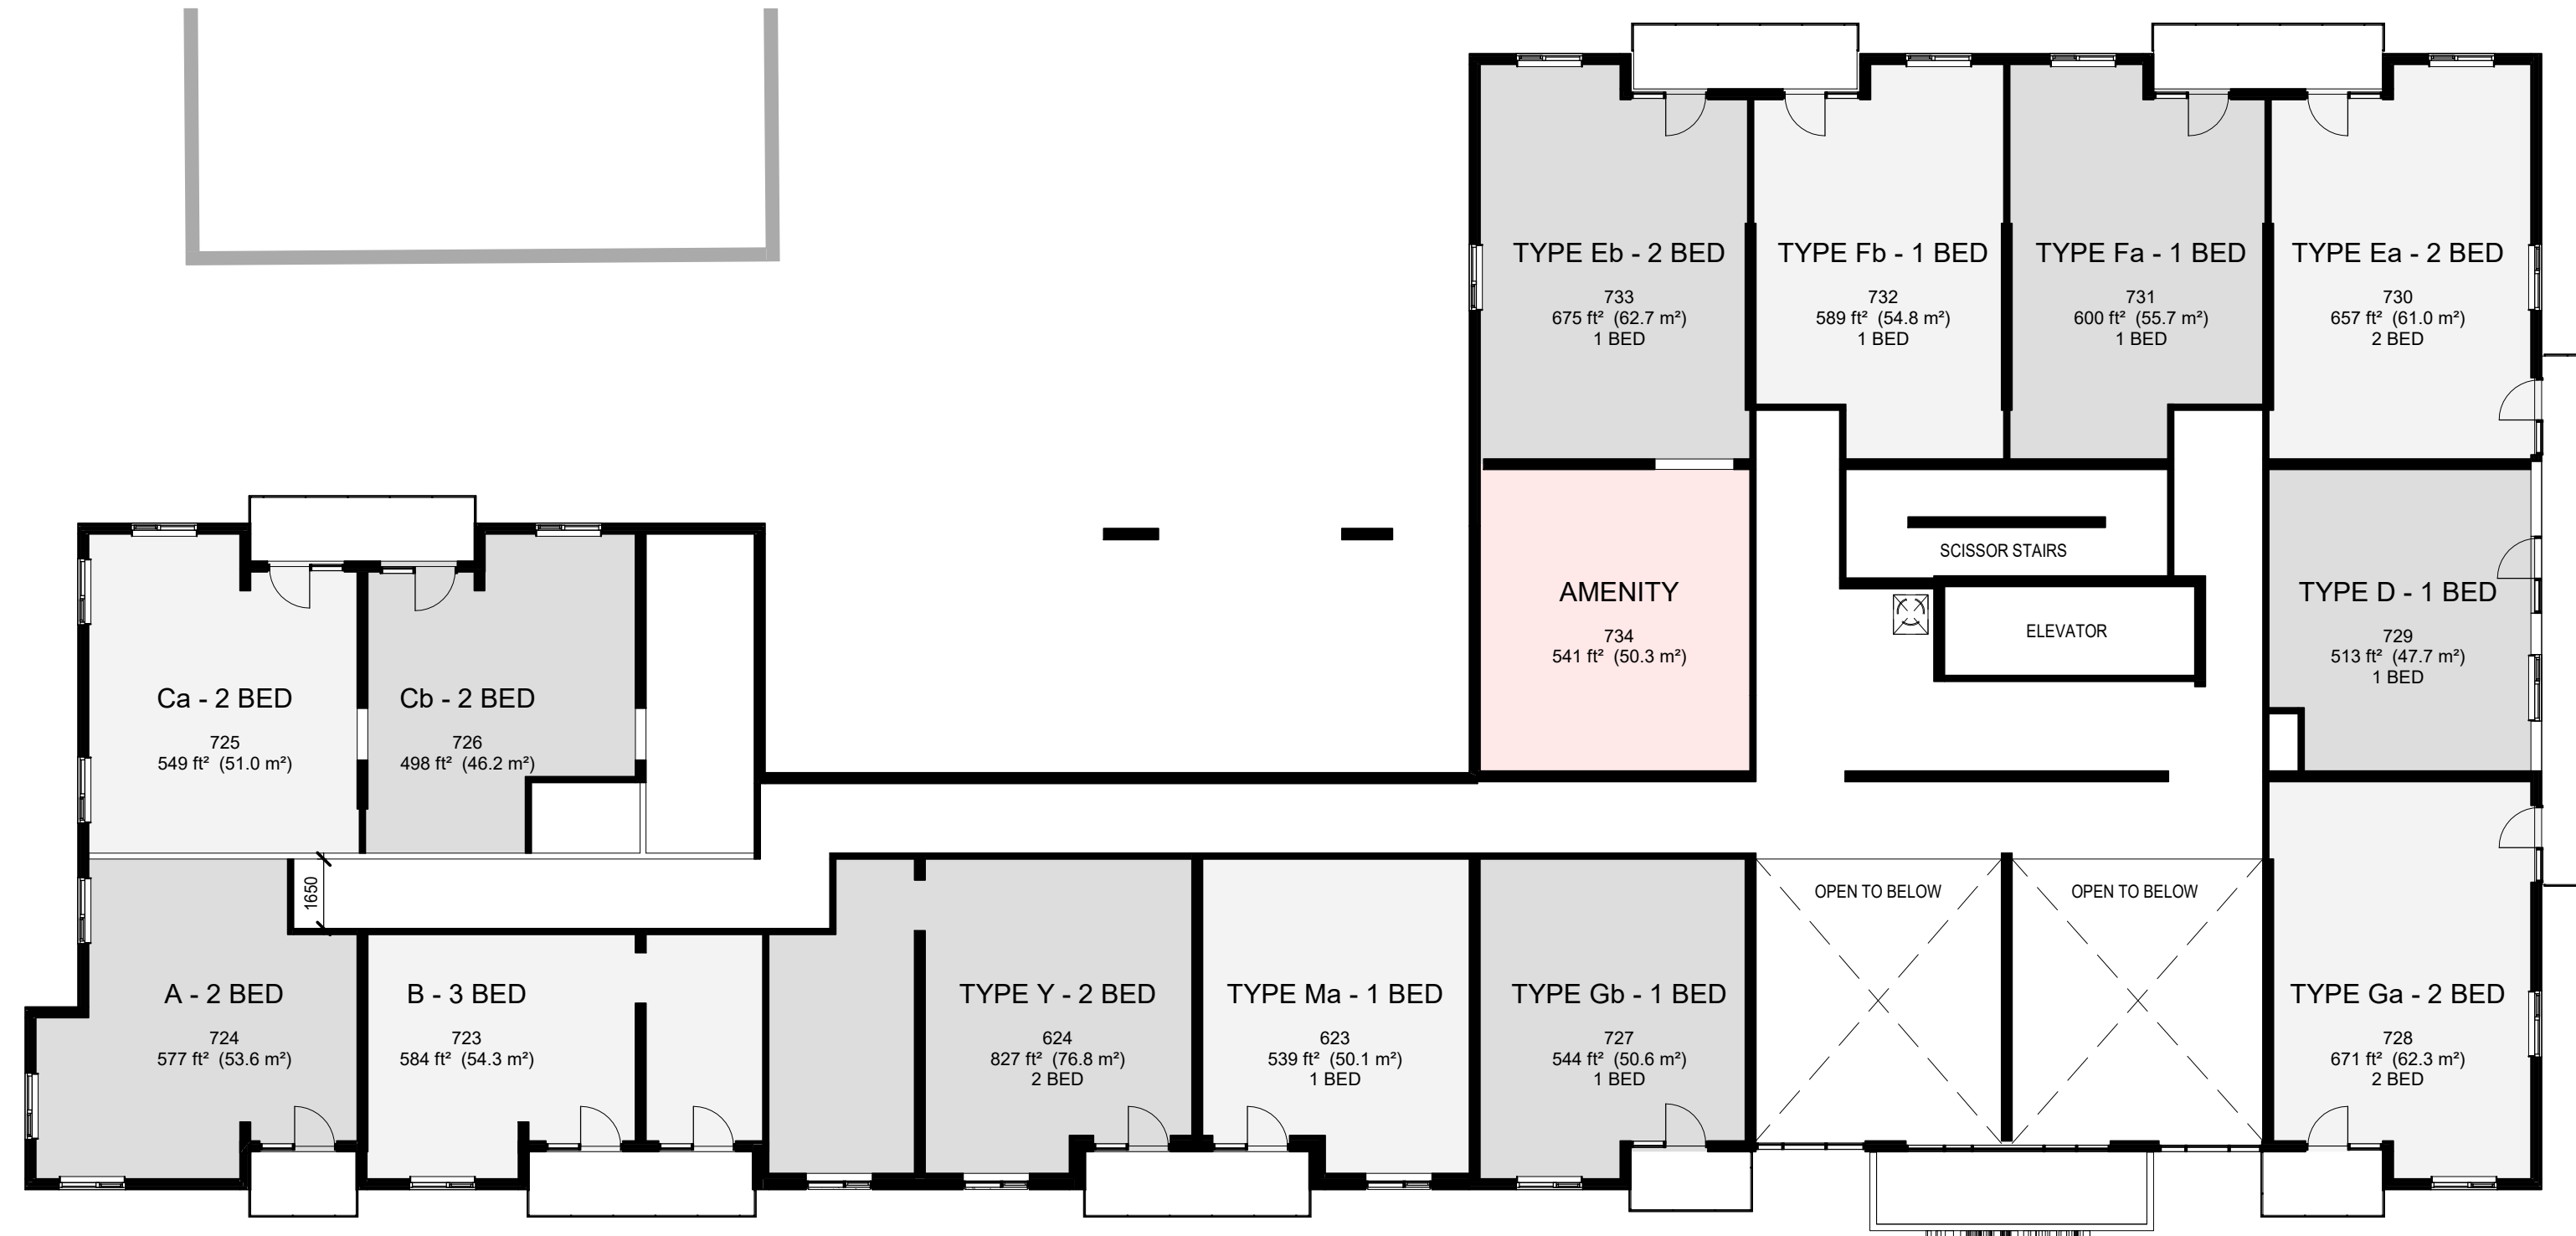 TYPE Eb - 2 BED
733
675 ft² (62.7 m²)
1 BED
TYPE Fb - 1 BED
732
589 ft² (54.8 m²)
1 BED
TYPE Fa - 1 BED
731
600 ft² (55.7 m²)
1 BED
TYPE Ea - 2 BED
730
657 ft² (61.0 m²)
2 BED
SCISSOR STAIRS
AMENITY
734
541 ft² (50.3 m²)
ELEVATOR
TYPE D - 1 BED
729
513 ft² (47.7 m²)
1 BED
Ca - 2 BED
725
549 ft² (51.0 m²)
Cb - 2 BED
726
498 ft² (46.2 m²)
1650
OPEN TO BELOW
OPEN TO BELOW
A - 2 BED
724
577 ft² (53.6 m²)
B - 3 BED
723
584 ft² (54.3 m²)
TYPE Y - 2 BED
624
827 ft² (76.8 m²)
2 BED
TYPE Ma - 1 BED
623
539 ft² (50.1 m²)
1 BED
TYPE Gb - 1 BED
727
544 ft² (50.6 m²)
1 BED
TYPE Ga - 2 BED
728
671 ft² (62.3 m²)
2 BED